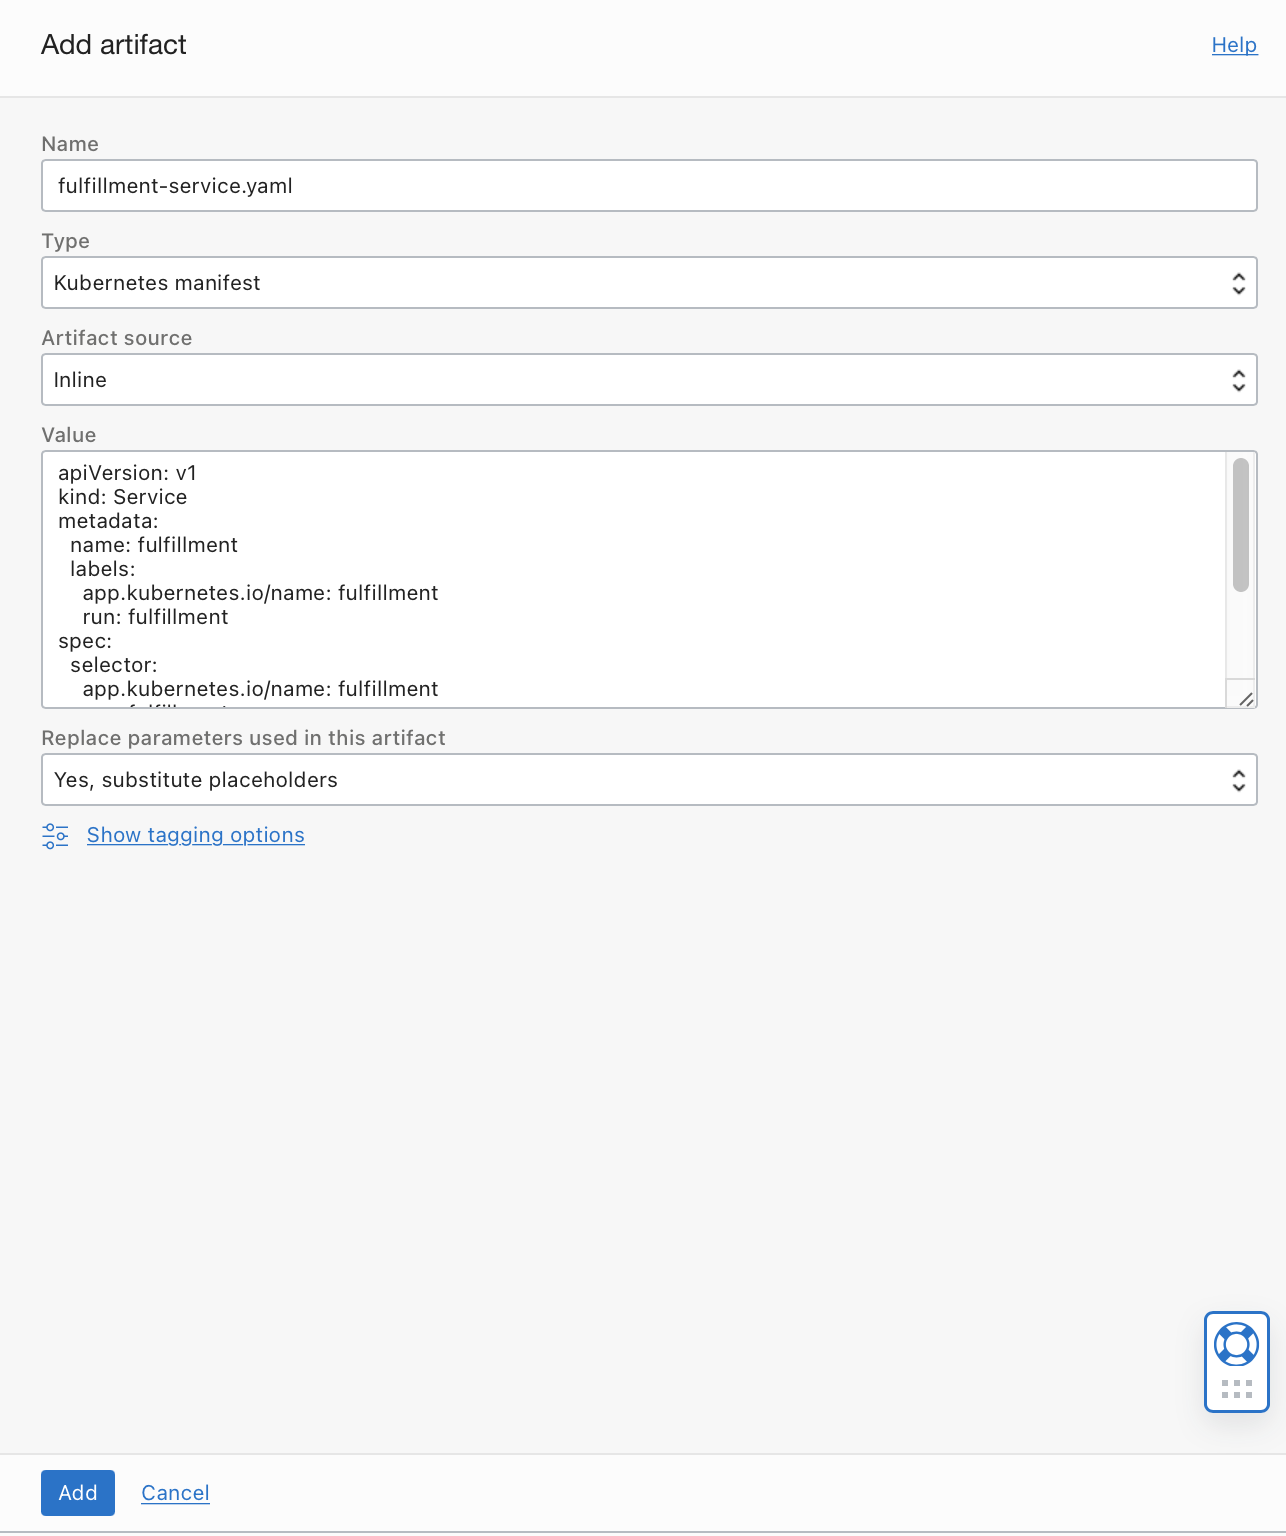 Add artifact
Help
Name
fulfillment-service.yaml
Type
Kubernetes manifest
Artifact source
Inline
Value
apiVersion: v1
kind: Service
metadata:
  name: fulfillment
  labels:
    app.kubernetes.io/name: fulfillment
    run: fulfillment
spec:
  selector:
    app.kubernetes.io/name: fulfillment
Replace parameters used in this artifact
Yes, substitute placeholders
Show tagging options
Add
Cancel